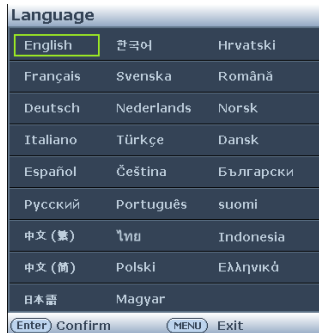 Language
English 한국어 Hrvatski
Français Svenska Română
Deutsch Nederlands Norsk
Italiano Türkçe Dansk
Español Čeština Български
Русский Português suomi
中文 (繁) ไทย Indonesia
中文 (简) Polski Ελληνικά
日本語 Magyar
Enter Confirm MENU Exit